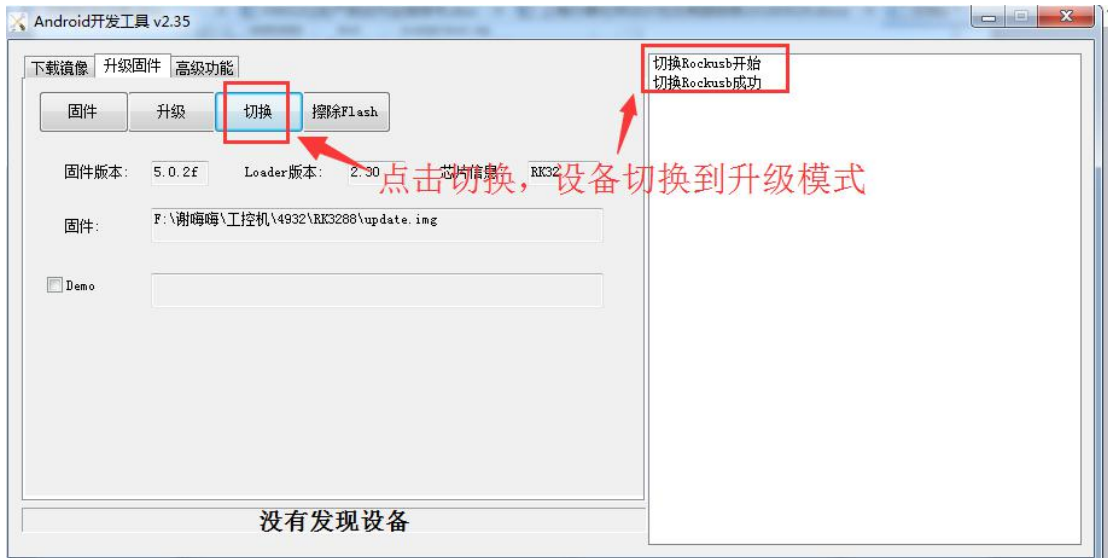 Android开发工具 v2.35
下载镜像 升级固件 高级功能
固件 升级 切换 擦除Flash
固件版本: 5.0.2f Loader版本: 2.30 芯片信息: RK32
固件: F:\谢嗨嗨\工控机\4932\RK3288\update.img
Demo
没有发现设备
切换Rockusb开始
切换Rockusb成功
点击切换，设备切换到升级模式